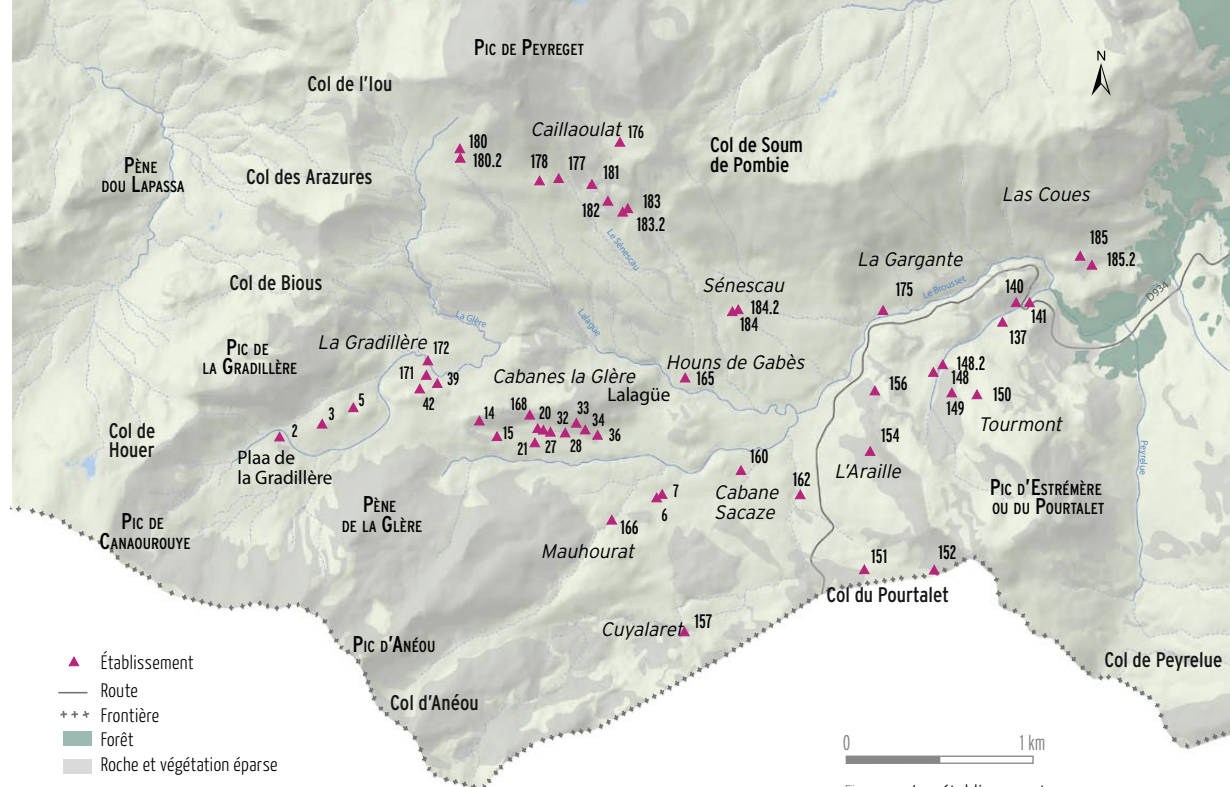 Pic de Peyreget
N
Col de l'Iou
Caillaoulat
176
180
180.2
178
177
181
Col de Soum
de Pombie
Pène
dou Lapassa
Col des Arazures
182
183
183.2
Las Coues
Le Sénescau
185
185.2
La Gargante
Col de Bious
Sénescau
175
Le Brousset
140
D934
184.2
184
141
La Glère
Lalague
137
La Gradillère
172
Pic de
la Gradillère
Houns de Gabès
148.2
171
39
Cabanes la Glère
165
148
42
Lalagüe
156
149
150
5
3
14
168
20
32
33
34
Tourmont
2
15
21
27
28
36
Col de
Houer
Plaa de
la Gradillère
154
Peyrelue
160
L'Araille
7
6
162
Cabane
Sacaze
Pic d'Estrémère
ou du Pourtalet
Pène
de la Glère
Pic de
Canaourouye
166
Mauhourat
151
152
Col du Pourtalet
Cuyalaret
157
Pic d'Anéou
Col de Peyrelue
Col d'Anéou
Établissement
Route
Frontière
Forêt
Roche et végétation éparse
0
1 km